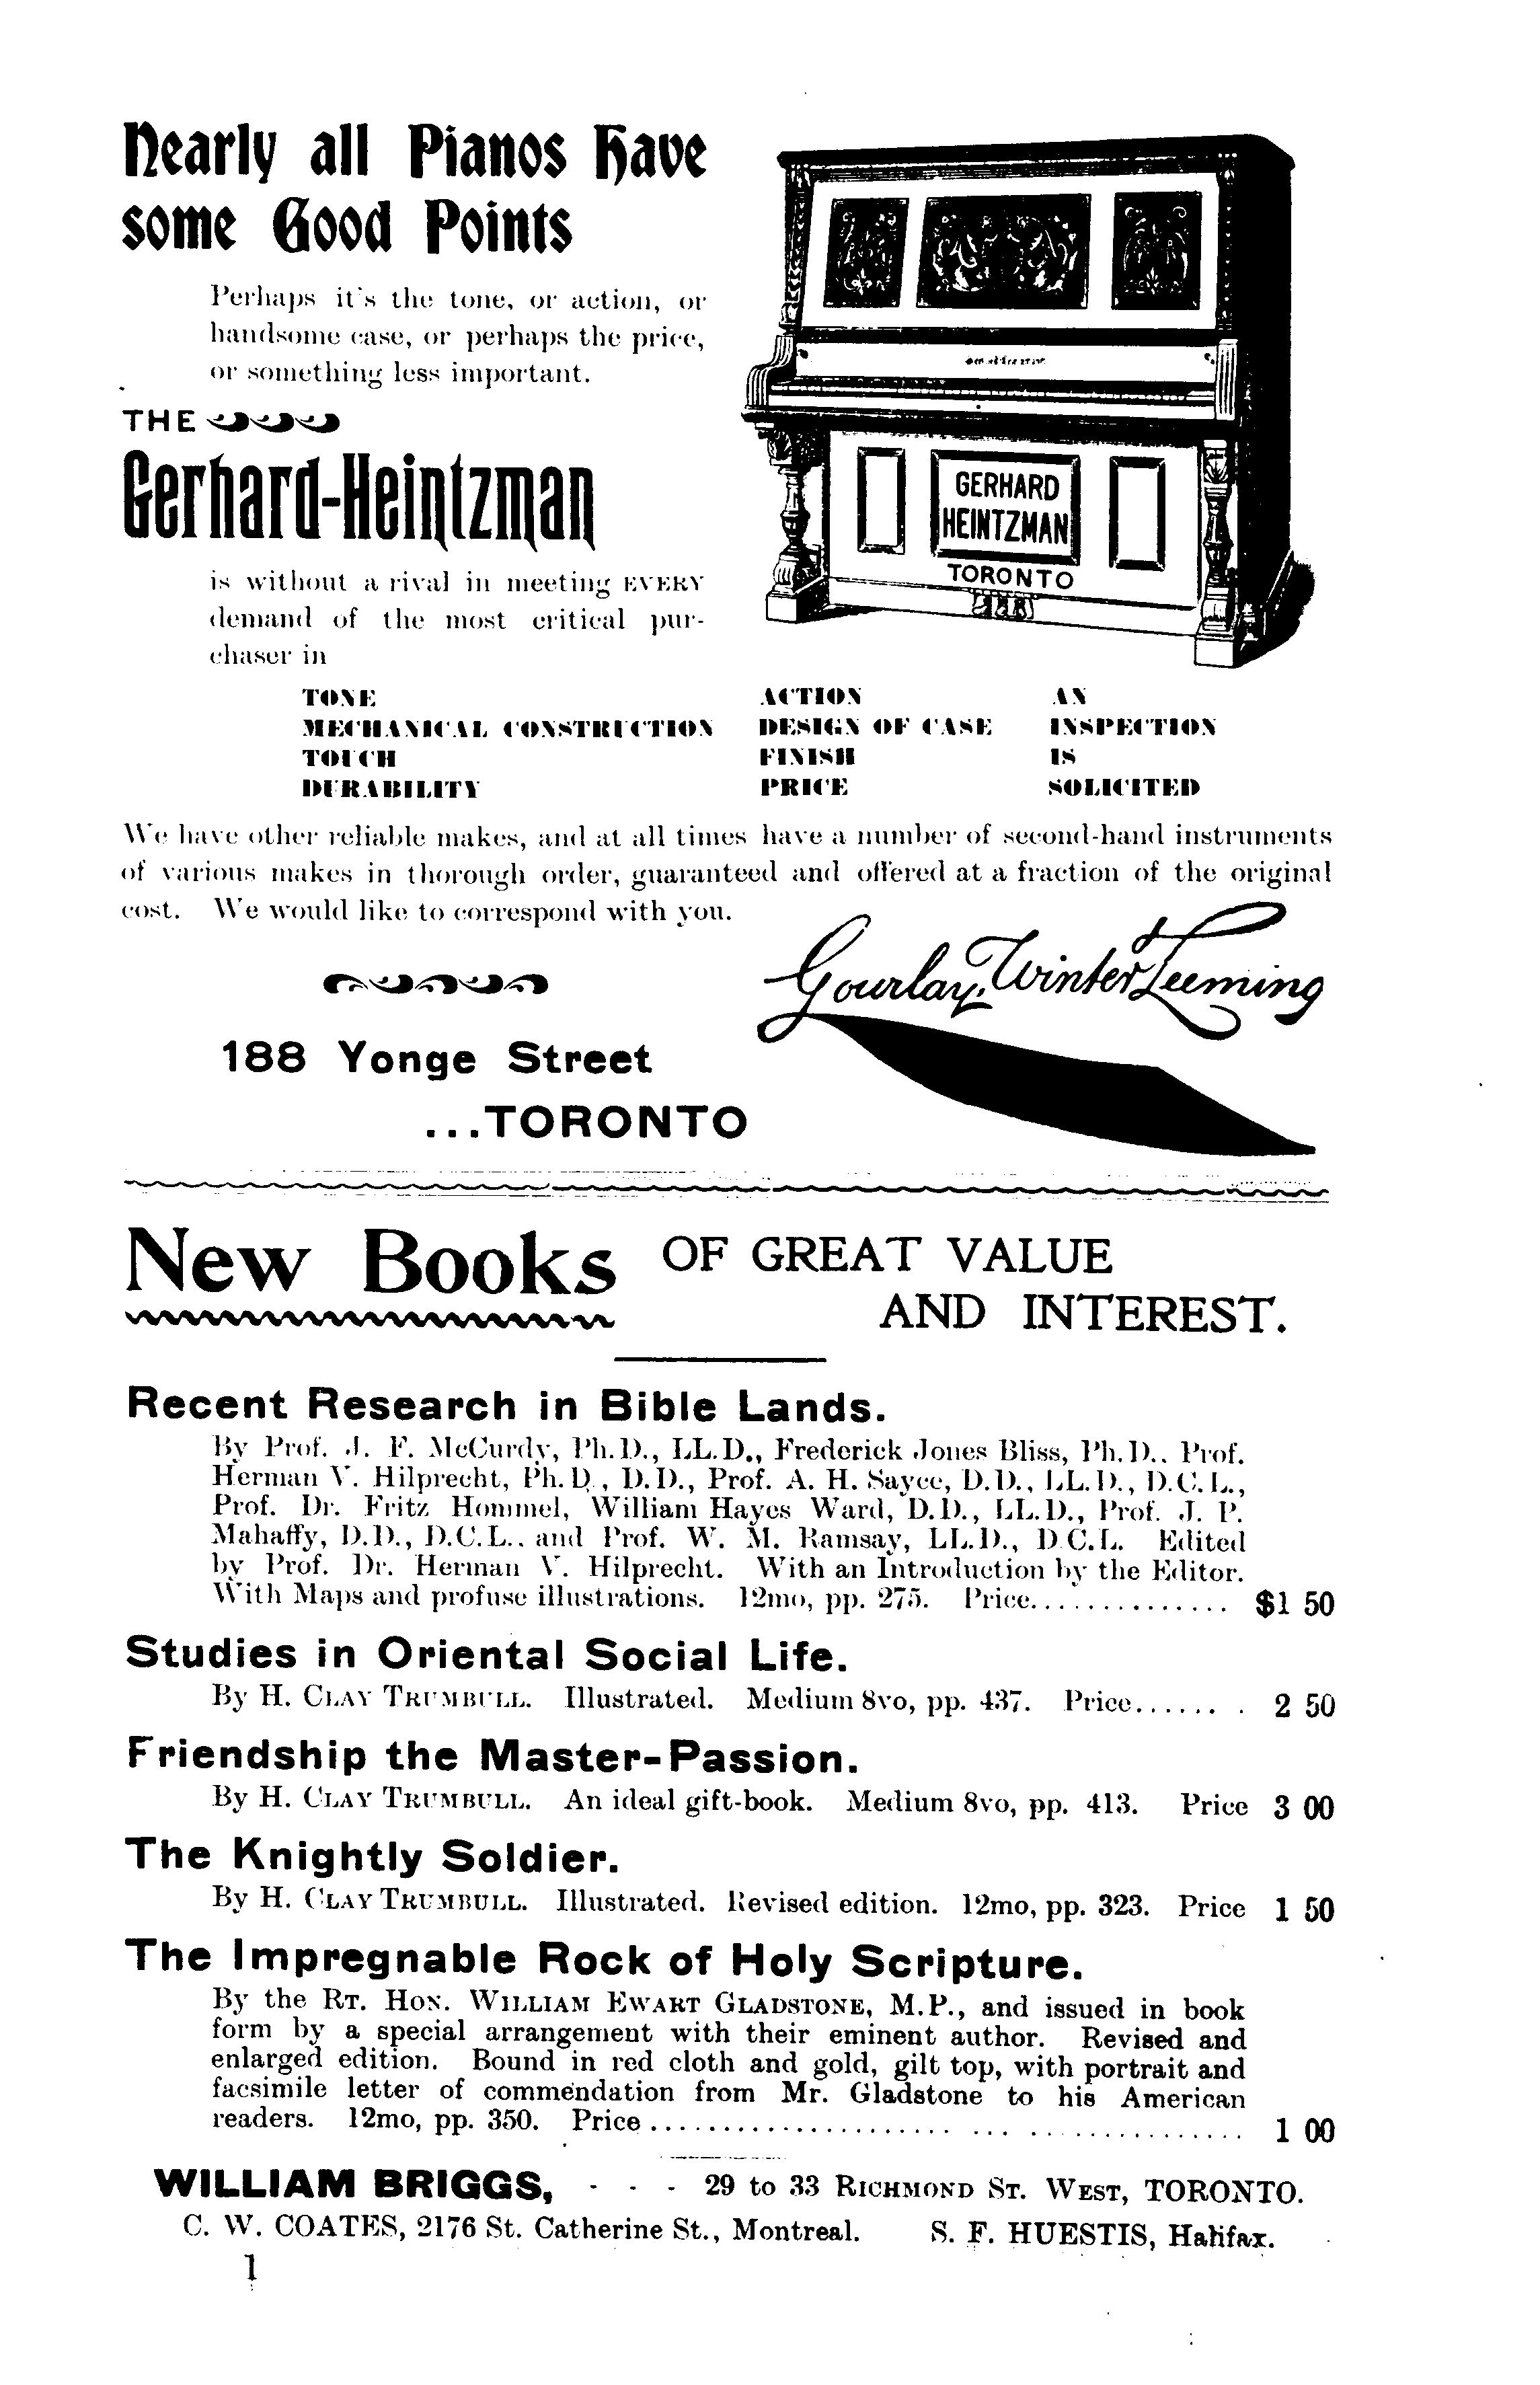 Nearly all Pianos have
some Good Points
Perhaps it's the tone, or action, or
handsome case, or perhaps the price,
or something less important.
THE
Gerhard-Heintzman
is without a rival in meeting EVERY
demand of the most critical pur-
chaser in
GERHARD
HEINTZMAN
TORONTO
TONE ACTION AN
MECHANICAL CONSTRUCTION DESIGN OF CASE INSPECTION
TOUCH FINISH IS
DURABILITY PRICE SOLICITED
We have other reliable makes, and at all times have a number of second-hand instruments
of various makes in thorough order, guaranteed and offered at a fraction of the original
cost. We would like to correspond with you.
Gourlay, Winter & Leeming
188 Yonge Street
...TORONTO
New Books OF GREAT VALUE
AND INTEREST.
Recent Research in Bible Lands.
By Prof. J. F. McCurdy, Ph.D., LL.D., Frederick Jones Bliss, Ph.D., Prof.
Herman V. Hilprecht, Ph.D., D.D., Prof. A. H. Sayce, D.D., LL.D., D.C.L.,
Prof. Dr. Fritz Hommel, William Hayes Ward, D.D., LL.D., Prof. J. P.
Mahaffy, D.D., D.C.L., and Prof. W. M. Ramsay, LL.D., D.C.L. Edited
by Prof. Dr. Herman V. Hilprecht. With an Introduction by the Editor.
With Maps and profuse illustrations. 12mo, pp. 275. Price.............. $1 50
Studies in Oriental Social Life.
By H. CLAY TRUMBULL. Illustrated. Medium 8vo, pp. 437. Price....... . 2 50
Friendship the Master-Passion.
By H. CLAY TRUMBULL. An ideal gift-book. Medium 8vo, pp. 413. Price 3 00
The Knightly Soldier.
By H. CLAY TRUMBULL. Illustrated. Revised edition. 12mo, pp. 323. Price 1 50
The Impregnable Rock of Holy Scripture.
By the RT. HON. WILLIAM EWART GLADSTONE, M.P., and issued in book
form by a special arrangement with their eminent author. Revised and
enlarged edition. Bound in red cloth and gold, gilt top, with portrait and
facsimile letter of commendation from Mr. Gladstone to his American
readers. 12mo, pp. 350. Price ..................... ... ............... 1 00
WILLIAM BRIGGS, - - - 29 to 33 RICHMOND ST. WEST, TORONTO.
C. W. COATES, 2176 St. Catherine St., Montreal. S. F. HUESTIS, Halifax.
1